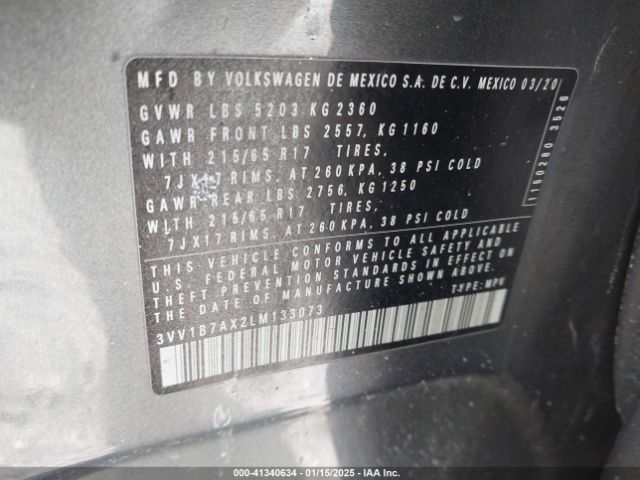 MFD BY VOLKSWAGEN DE MEXICO S.A. DE C.V. MEXICO 03/20
GVWR LBS 5203 KG 2360
GAWR FRONT LBS 2557, KG 1160
WITH 215/65 R17 TIRES,
7JX17 RIMS, AT 260 KPA, 38 PSI COLD
GAWR REAR LBS 2756, KG 1250
WITH 215/65 R17 TIRES,
7JX17 RIMS, AT 260 KPA, 38 PSI COLD
THIS VEHICLE CONFORMS TO ALL APPLICABLE
U. S. FEDERAL MOTOR VEHICLE SAFETY AND
THEFT PREVENTION STANDARDS IN EFFECT ON
THE DATE OF MANUFACTURE SHOWN ABOVE.
3VV1B7AX2LM133073 TYPE: MPV
1150280 3526
000-41340634 - 01/15/2025 - IAA Inc.